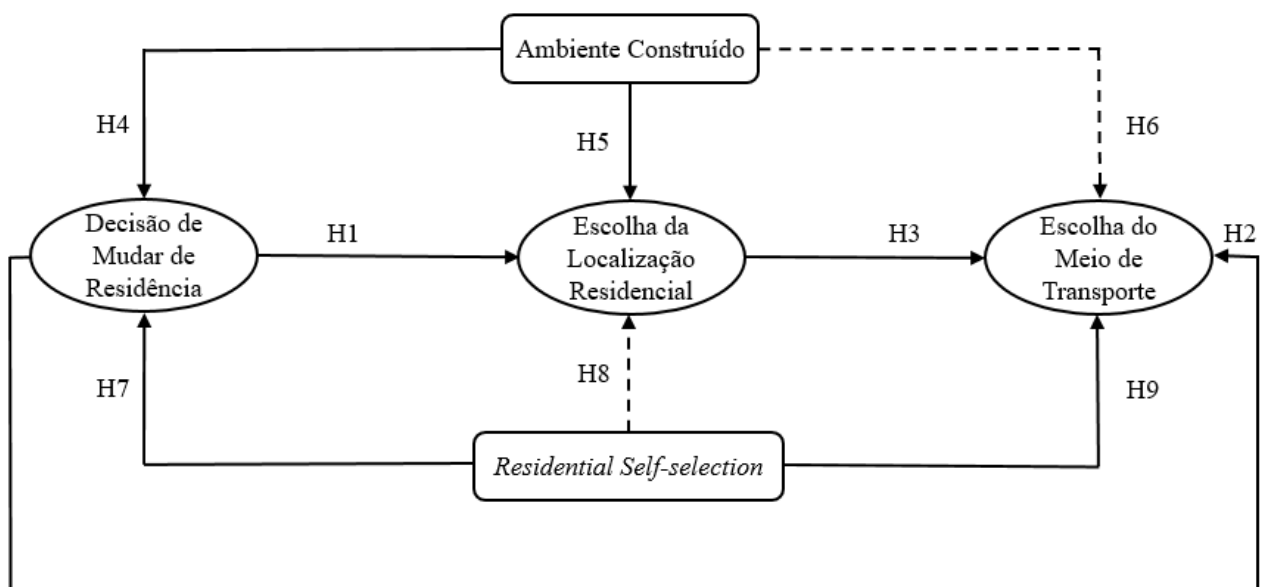 Ambiente Construído
H4
H5
H6
Decisão de
Mudar de
Residência
H1
Escolha da
Localização
Residencial
H3
Escolha do
Meio de
Transporte
H2
H7
H8
H9
Residential Self-selection